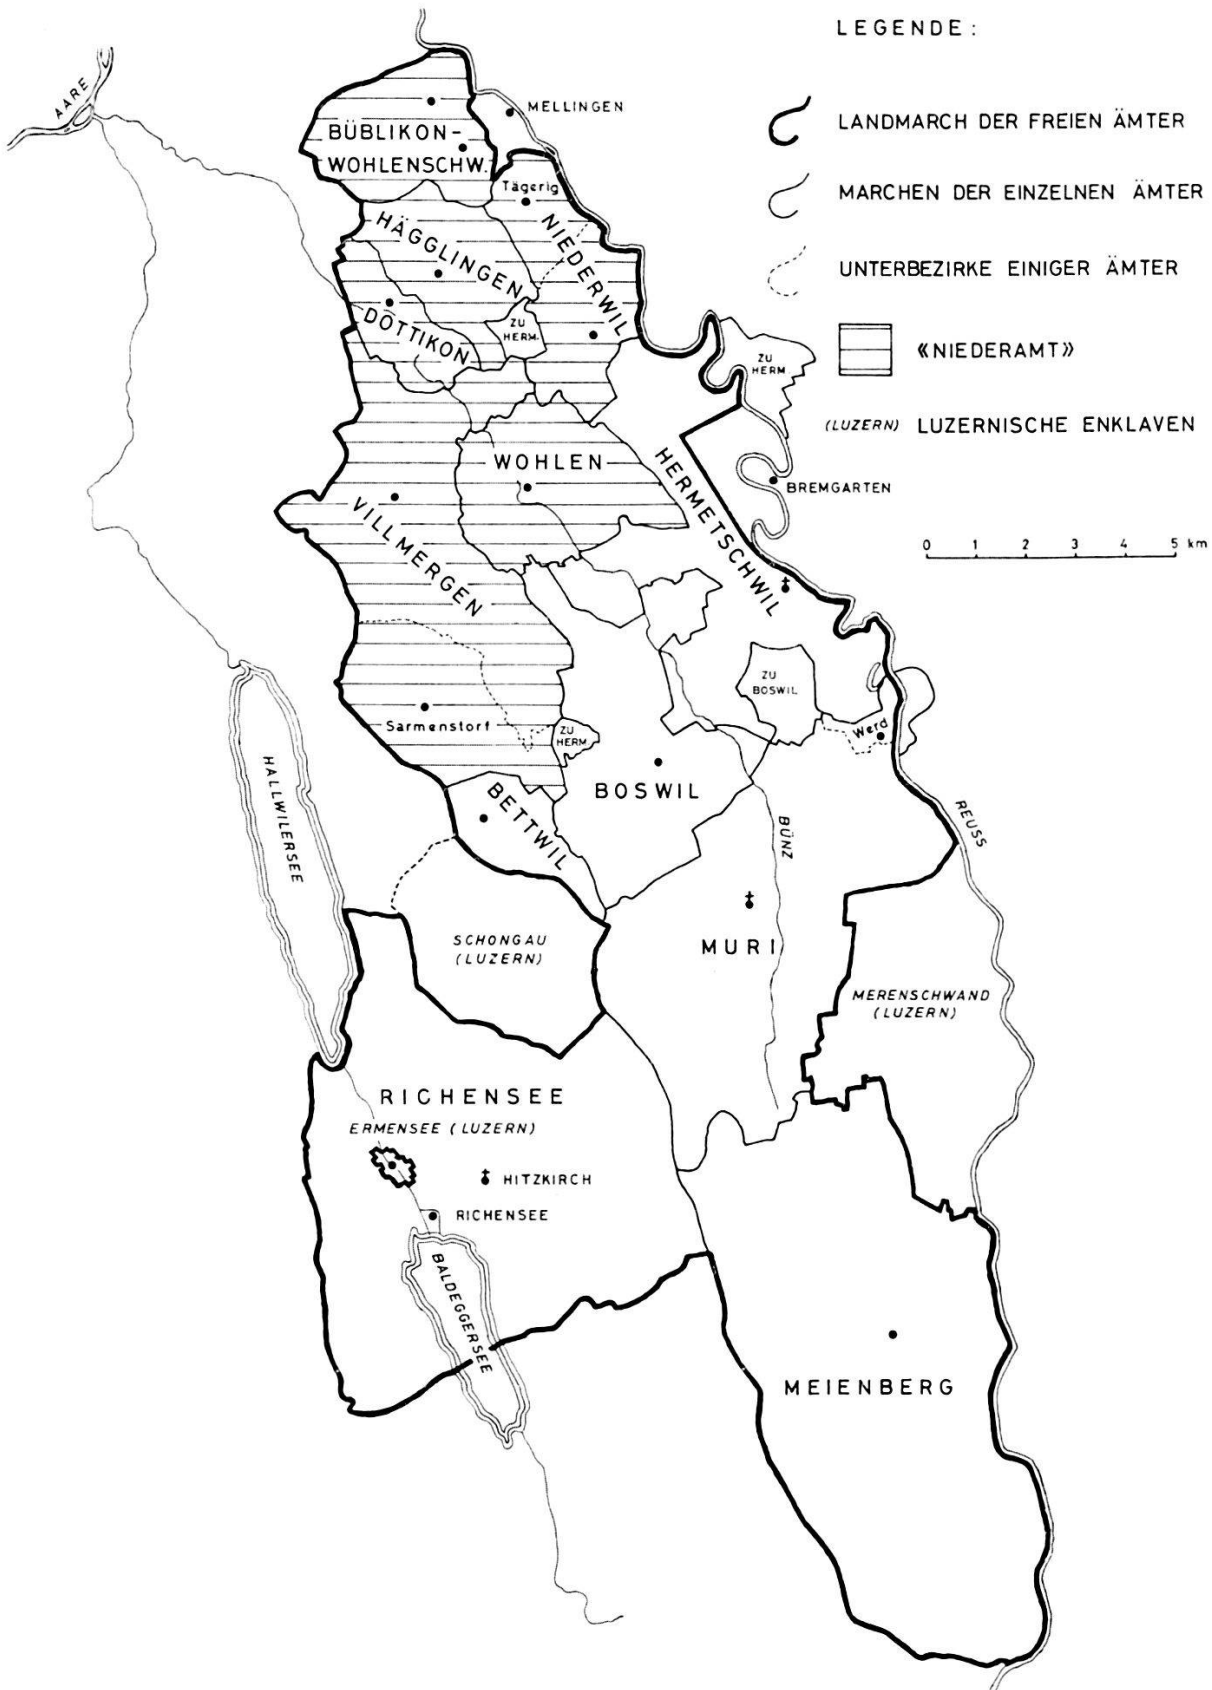 LEGENDE:
LANDMARCH DER FREIEN ÄMTER
MARCHEN DER EINZELNEN ÄMTER
UNTERBEZIRKE EINIGER ÄMTER
«NIEDERAMT»
(LUZERN) LUZERNISCHE ENKLAVEN
0 1 2 3 4 5 km
AARE
MELLINGEN
BÜBLIKON-
WOHLENSCHW.
Tägerig
HÄGGLINGEN
NIEDERWIL
DOTTIKON
ZU
HERM.
ZU
HERM.
WOHLEN
HERMETSCHWIL
BREMGARTEN
VILLMERGEN
ZU
BOSWIL
Sarmenstorf
ZU
HERM.
Werd
HALLWILERSEE
BETTWIL
BOSWIL
BÜNZ
REUSS
SCHONGAU
(LUZERN)
MURI
MERENSCHWAND
(LUZERN)
RICHENSEE
ERMENSEE (LUZERN)
HITZKIRCH
RICHENSEE
BALDEGGERSEE
MEIENBERG